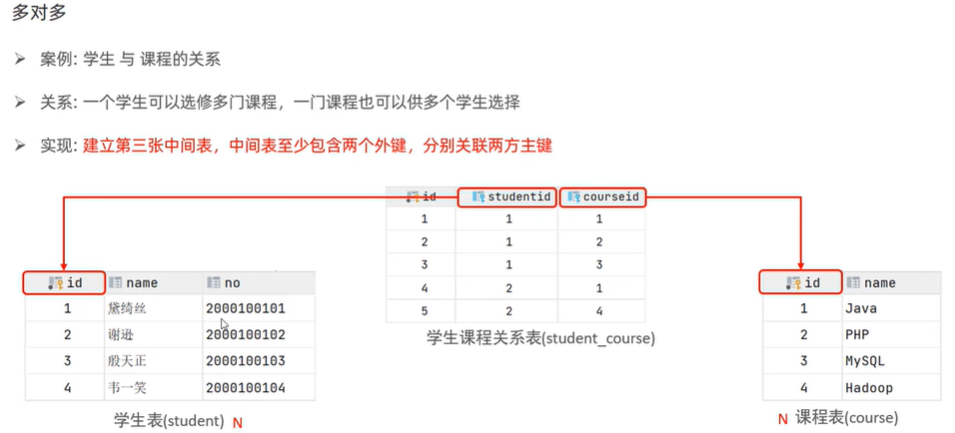 多对多
案例: 学生 与 课程的关系
关系: 一个学生可以选修多门课程，一门课程也可以供多个学生选择
实现: 建立第三张中间表，中间表至少包含两个外键，分别关联两方主键
id studentid courseid
1 1 1
2 1 2
3 1 3
4 2 1
5 2 4
学生课程关系表(student_course)
id name no
1 黛绮丝 2000100101
2 谢逊 2000100102
3 殷天正 2000100103
4 韦一笑 2000100104
学生表(student) N
id name
1 Java
2 PHP
3 MySQL
4 Hadoop
N 课程表(course)